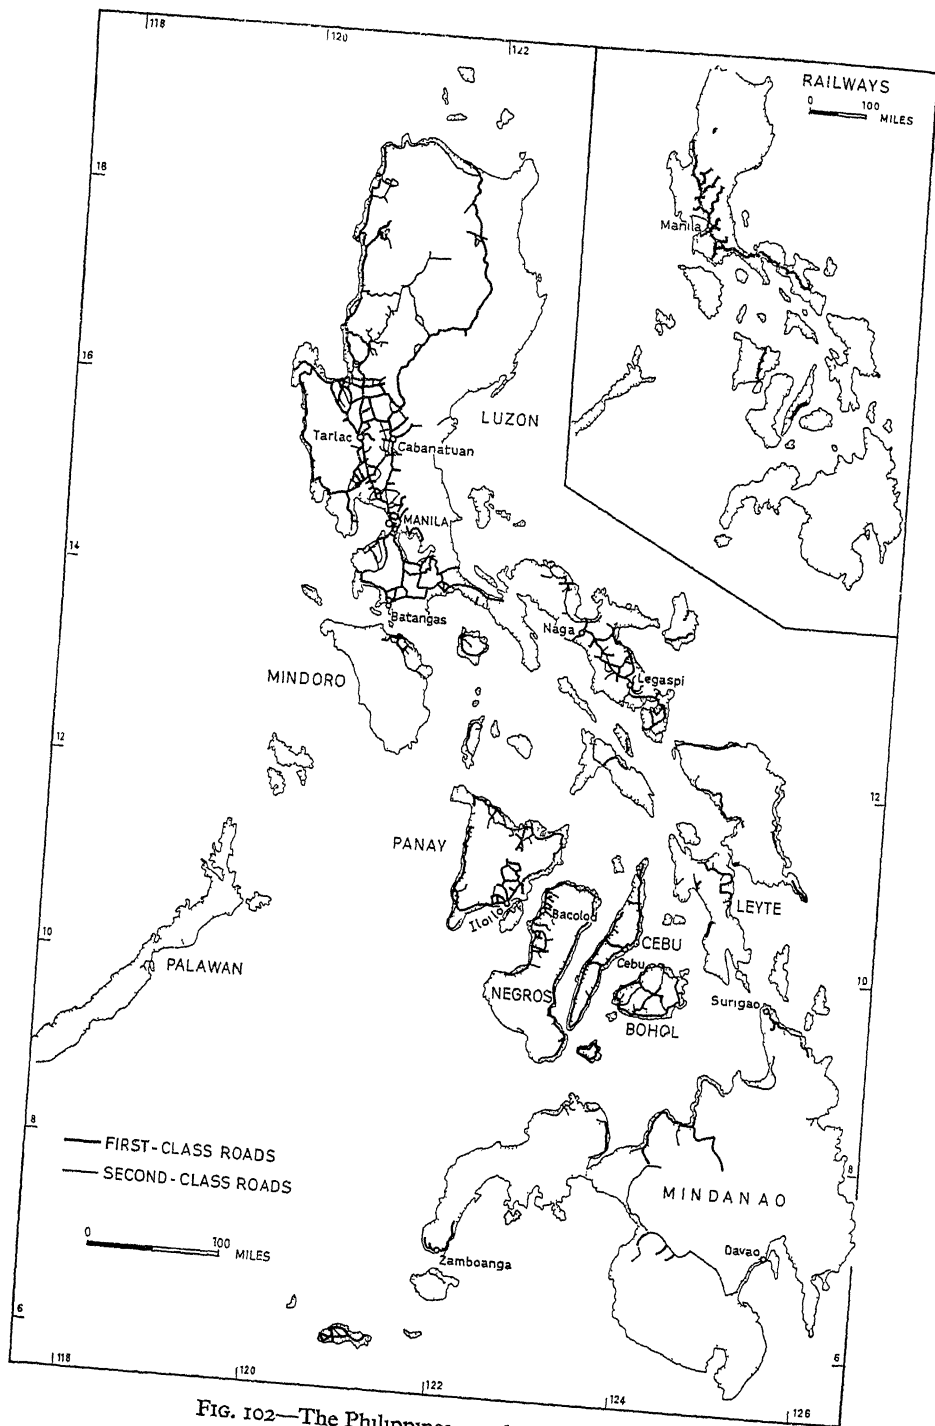 118
120
122
RAILWAYS
0 100
MILES
18
Manila
16
LUZON
Tarlac
Cabanatuan
MANILA
14
Batangas
Naga
Legaspi
MINDORO
12
12
PANAY
Iloilo
Bacolod
LEYTE
CEBU
Cebu
10
PALAWAN
NEGROS
10
Surigao
BOHOL
8
FIRST-CLASS ROADS
SECOND-CLASS ROADS
8
MINDANAO
0 100 MILES
Davao
Zamboanga
6
6
118
120
122
124
126
FIG. 102—The Philippines